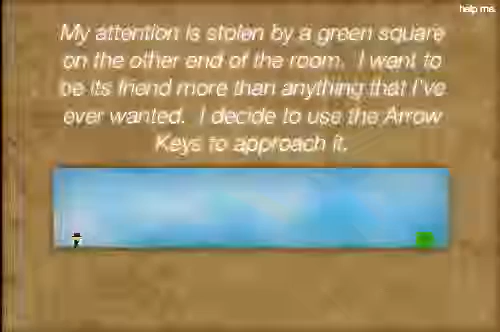 help me.
My attention is stolen by a green square
on the other end of the room.  I want to
be its friend more than anything that I've
ever wanted.  I decide to use the Arrow
Keys to approach it.